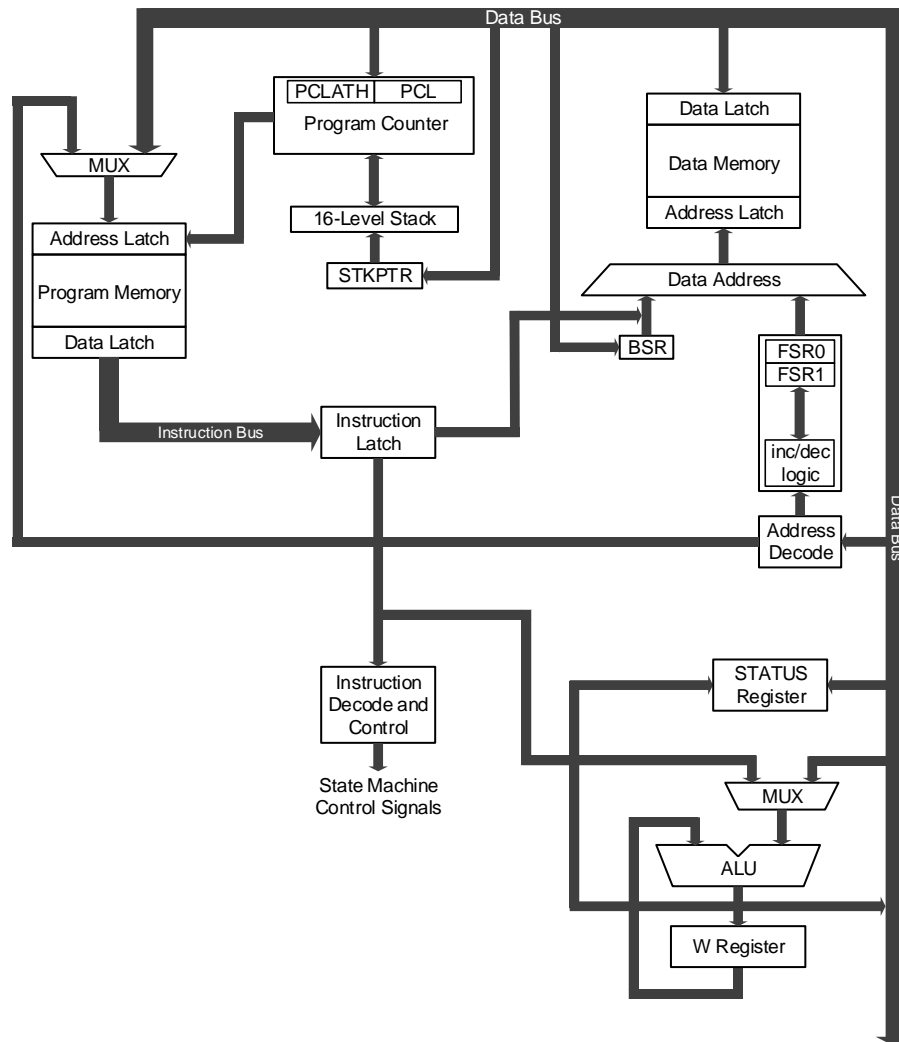 Data Bus
PCLATH PCL
Program Counter
MUX
16-Level Stack
STKPTR
Address Latch
Program Memory
Data Latch
Data Latch
Data Memory
Address Latch
Data Address
BSR
FSR0
FSR1
inc/dec
logic
Instruction Bus
Instruction
Latch
Address
Decode
Data Bus
Instruction
Decode and
Control
State Machine
Control Signals
STATUS
Register
MUX
ALU
W Register